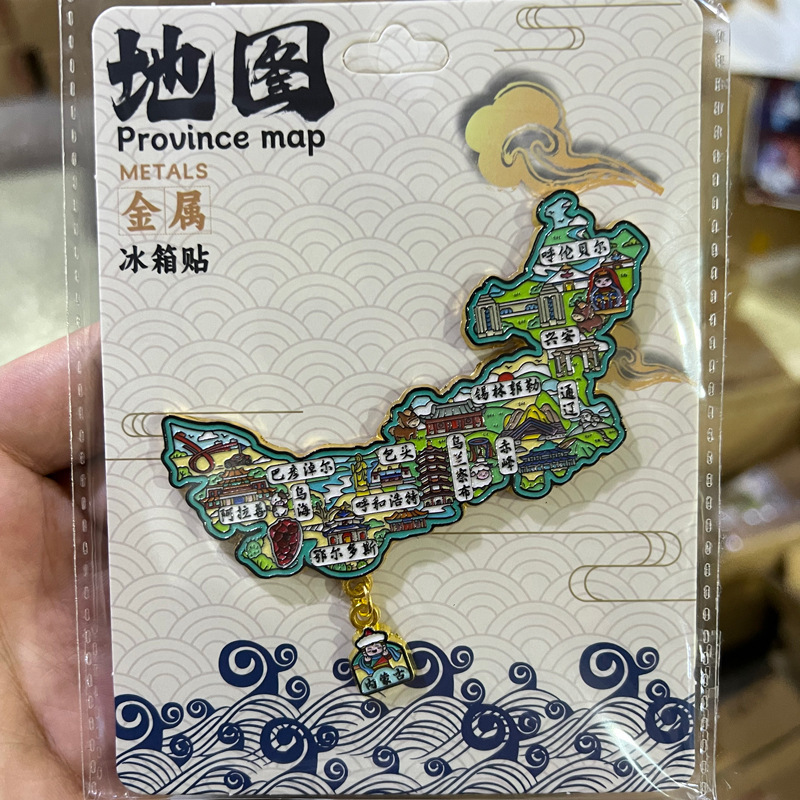 地图
Province map
METALS
金属
冰箱贴
呼伦贝尔
兴安
通辽
锡林郭勒
赤峰
乌兰察布
包头
呼和浩特
巴彦淖尔
乌海
阿拉善
鄂尔多斯
内蒙古